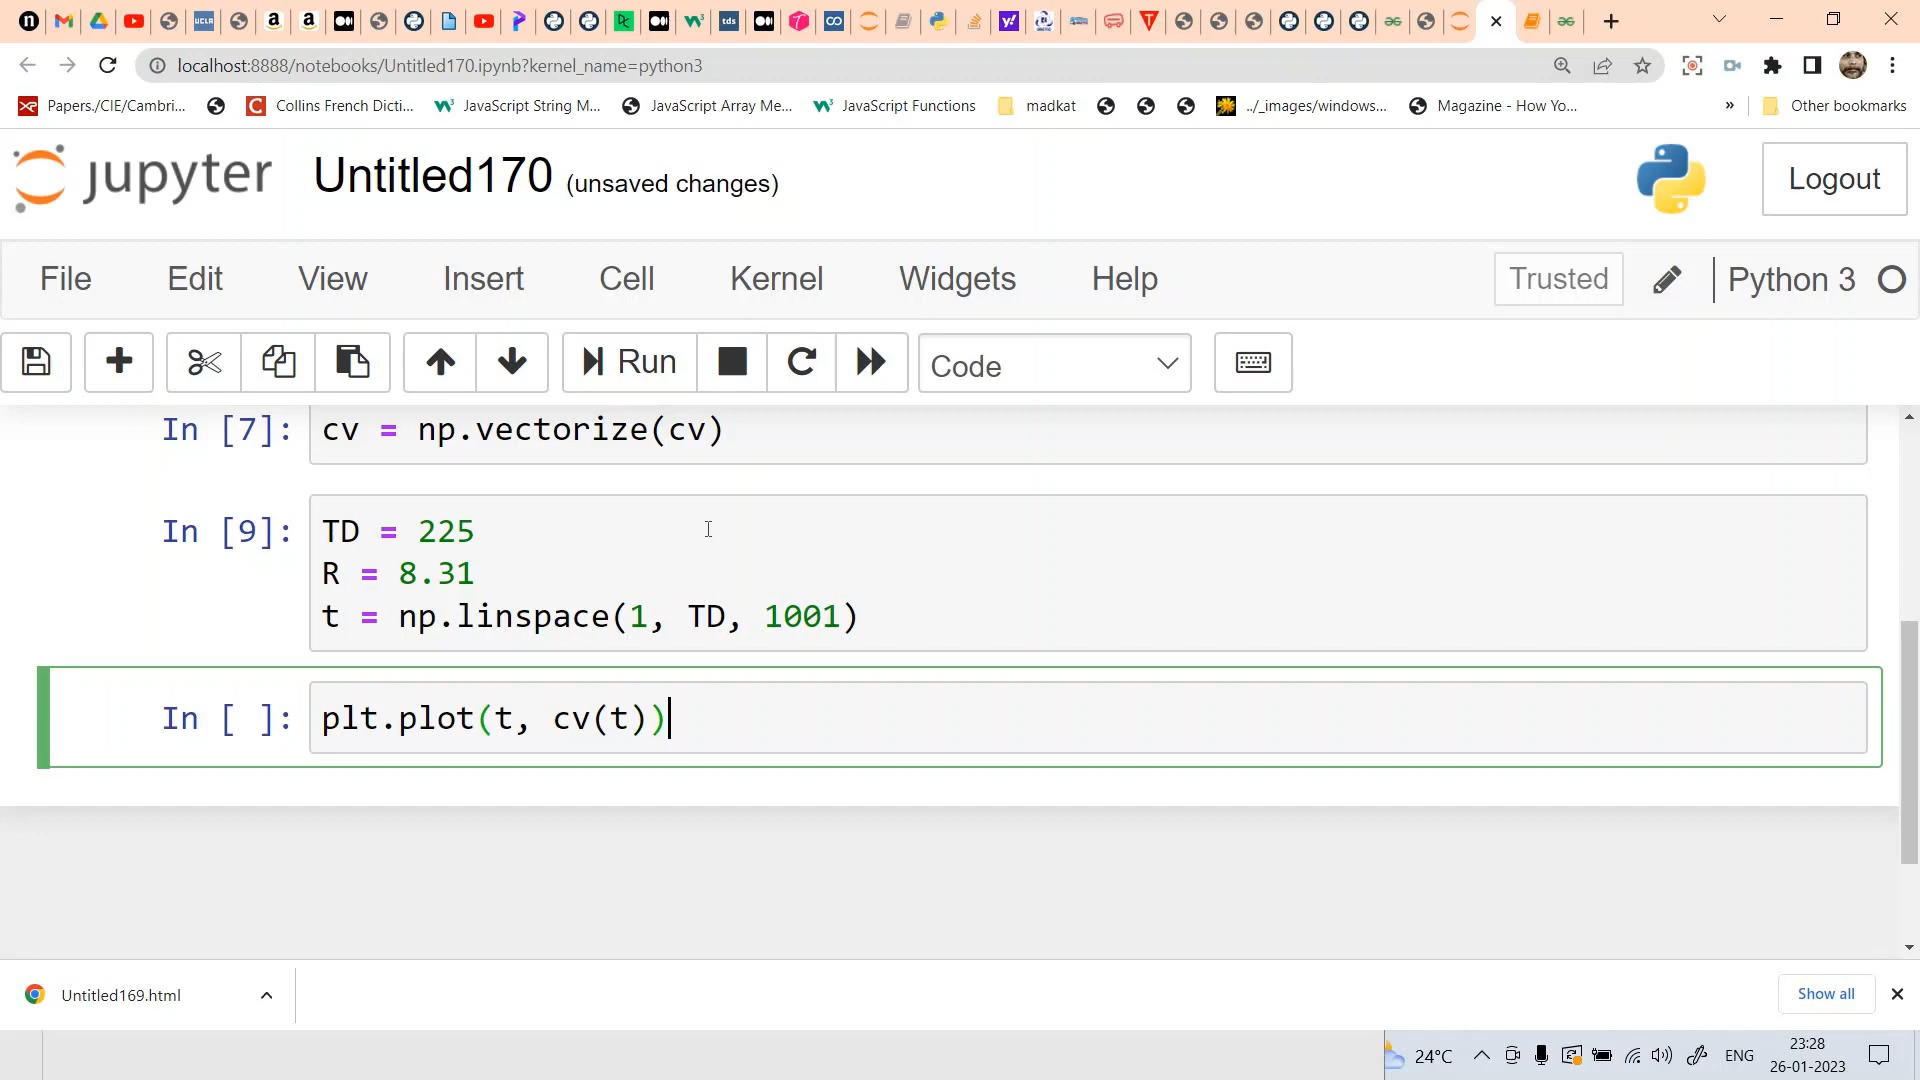 localhost:8888/notebooks/Untitled170.ipynb?kernel_name=python3
Papers./CIE/Cambri... Collins French Dicti... JavaScript String M... JavaScript Array Me... JavaScript Functions madkat ../_images/windows... Magazine - How Yo... » Other bookmarks
jupyter Untitled170 (unsaved changes) Logout
File Edit View Insert Cell Kernel Widgets Help Trusted Python 3
Run Code
In [7]: cv = np.vectorize(cv)
In [9]: TD = 225
R = 8.31
t = np.linspace(1, TD, 1001)
In [ ]: plt.plot(t, cv(t))
Untitled169.html Show all
24°C ENG 23:28
26-01-2023